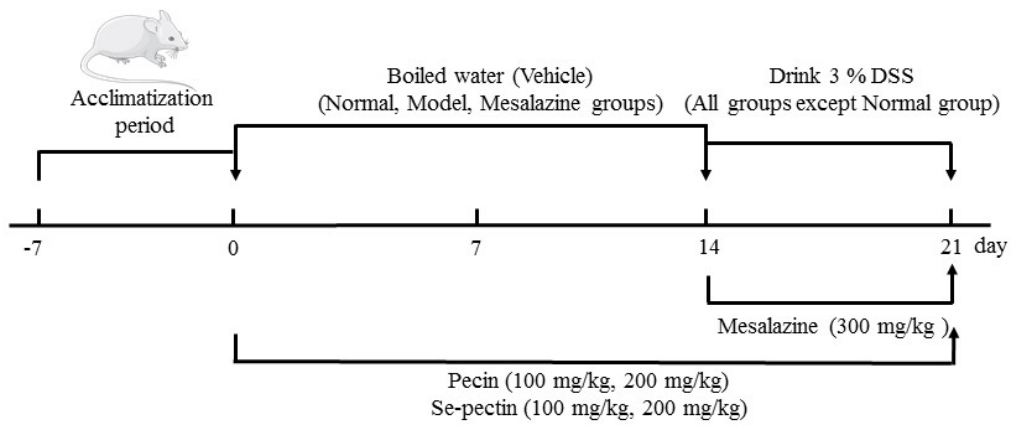 Acclimatization
period
Boiled water (Vehicle)
(Normal, Model, Mesalazine groups)
Drink 3 % DSS
(All groups except Normal group)
-7
0
7
14
21 day
Mesalazine (300 mg/kg )
Pecin (100 mg/kg, 200 mg/kg)
Se-pectin (100 mg/kg, 200 mg/kg)